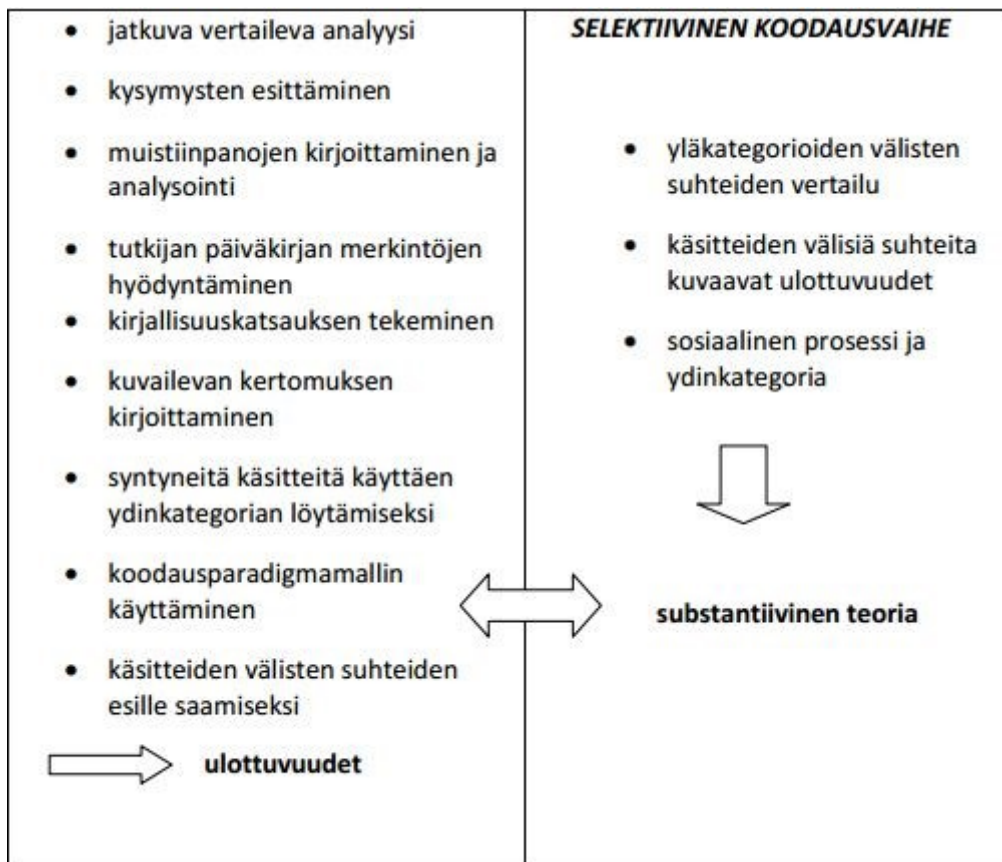 • jatkuva vertaileva analyysi
• kysymysten esittäminen
• muistiinpanojen kirjoittaminen ja
analysointi
• tutkijan päiväkirjan merkintöjen
hyödyntäminen
• kirjallisuuskatsauksen tekeminen
• kuvailevan kertomuksen
kirjoittaminen
• syntyneitä käsitteitä käyttäen
ydinkategorian löytämiseksi
• koodausparadigmamallin
käyttäminen
• käsitteiden välisten suhteiden
esille saamiseksi
ulottuvuudet
SELEKTIIVINEN KOODAUSVAIHE
• yläkategorioiden välisten
suhteiden vertailu
• käsitteiden välisiä suhteita
kuvaavat ulottuvuudet
• sosiaalinen prosessi ja
ydinkategoria
substantiivinen teoria